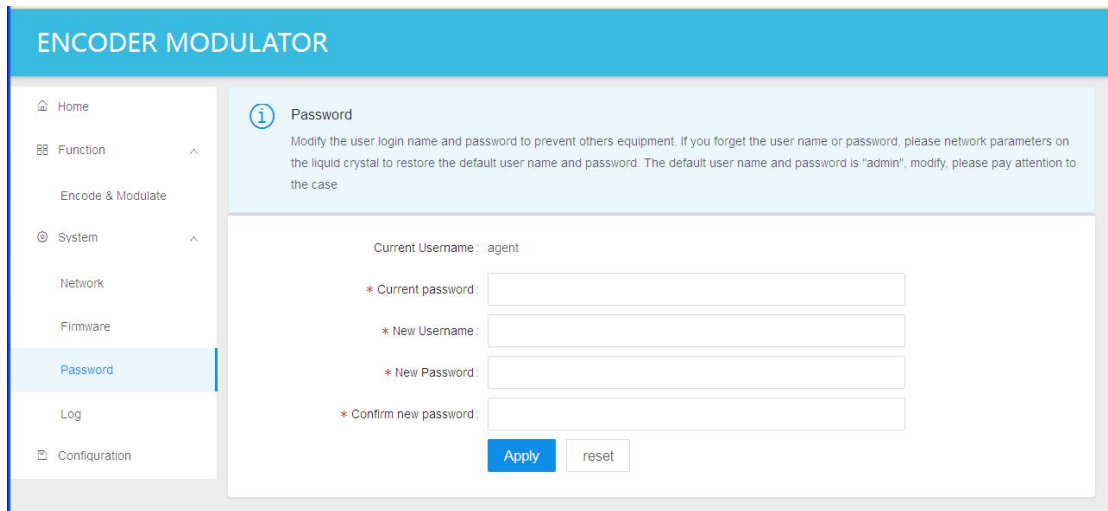 ENCODER MODULATOR
Home
Function
Encode & Modulate
System
Network
Firmware
Password
Log
Configuration
Password
Modify the user login name and password to prevent others equipment. If you forget the user name or password, please network parameters on
the liquid crystal to restore the default user name and password. The default user name and password is "admin", modify, please pay attention to
the case
Current Username: agent
* Current password:
* New Username:
* New Password:
* Confirm new password:
Apply reset